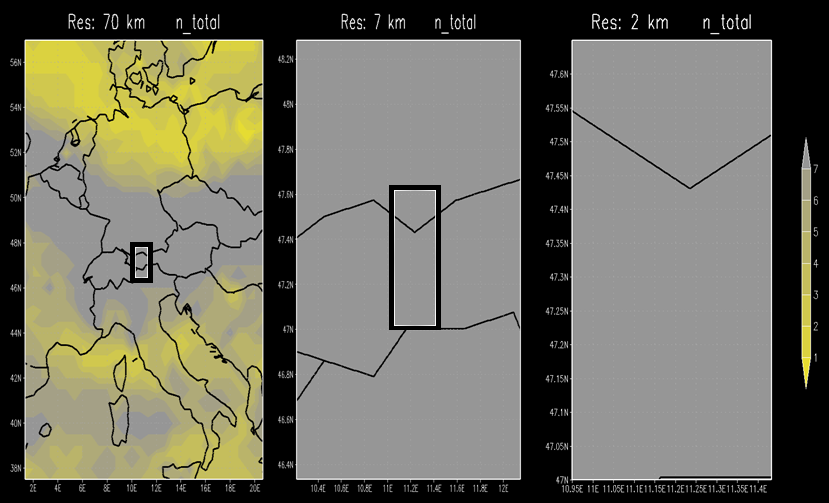 Res: 70 km n_total
Res: 7 km n_total
Res: 2 km n_total
56N
54N
52N
50N
48N
46N
44N
42N
40N
38N
2E 4E 6E 8E 10E 12E 14E 16E 18E 20E
48.2N
48N
47.8N
47.6N
47.4N
47.2N
47N
46.8N
46.6N
46.4N
10.4E 10.6E 10.8E 11E 11.2E 11.4E 11.6E 11.8E 12E
47.6N
47.55N
47.5N
47.45N
47.4N
47.35N
47.3N
47.25N
47.2N
47.15N
47.1N
47.05N
47N
10.95E 11E 11.05E 11.1E 11.15E 11.2E 11.25E 11.3E 11.35E 11.4E
7
6
5
4
3
2
1